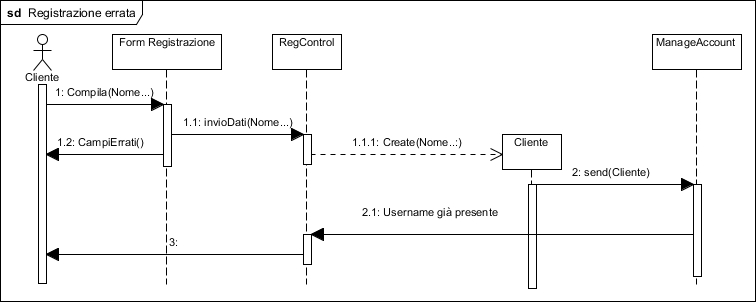 sd Registrazione errata
Form Registrazione
RegControl
ManageAccount
Cliente
1: Compila(Nome...)
1.1: invioDati(Nome...)
1.2: CampiErrati()
1.1.1: Create(Nome..:)
Cliente
2: send(Cliente)
2.1: Username già presente
3: